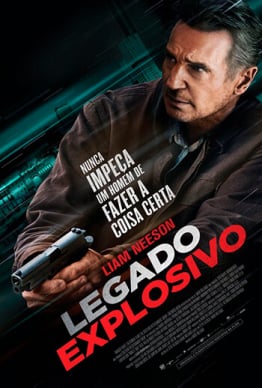 NUNCA
IMPEÇA
UM HOMEM DE
FAZER A
COISA CERTA
LIAM NEESON
LEGADO
EXPLOSIVO